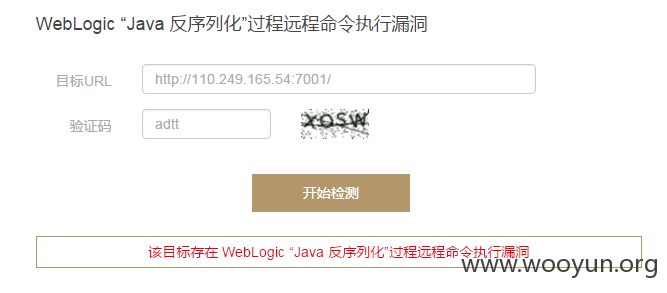 WebLogic “Java 反序列化”过程远程命令执行漏洞
目标URL http://110.249.165.54:7001/
验证码 adtt XOSW
开始检测
该目标存在 WebLogic “Java 反序列化”过程远程命令执行漏洞
www.wooyun.org